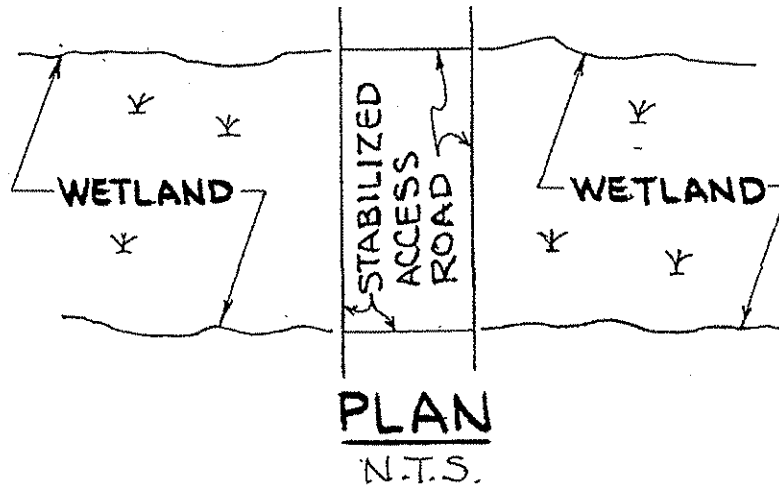 WETLAND
STABILIZED
ACCESS
ROAD
WETLAND
PLAN
N.T.S.